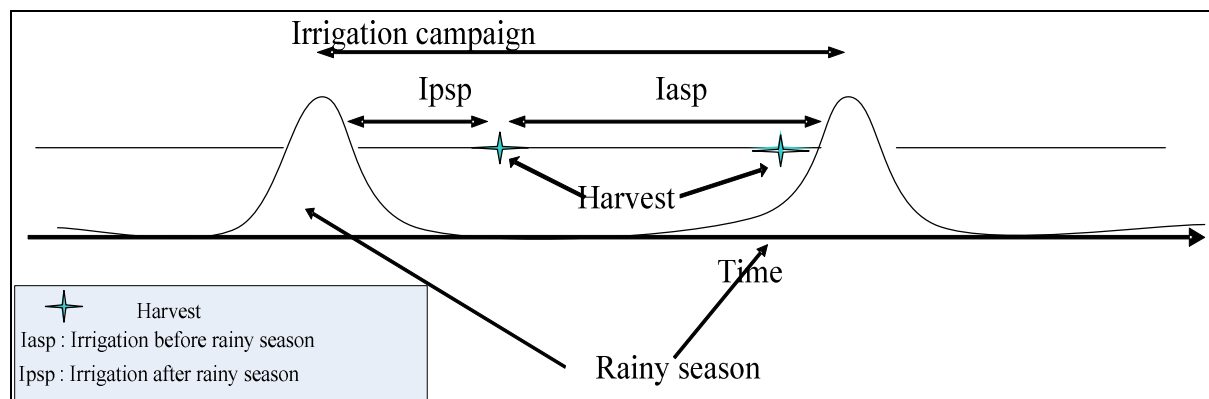 Irrigation campaign
Ipsp
Iasp
Harvest
Time
Rainy season
Harvest
Iasp : Irrigation before rainy season
Ipsp : Irrigation after rainy season